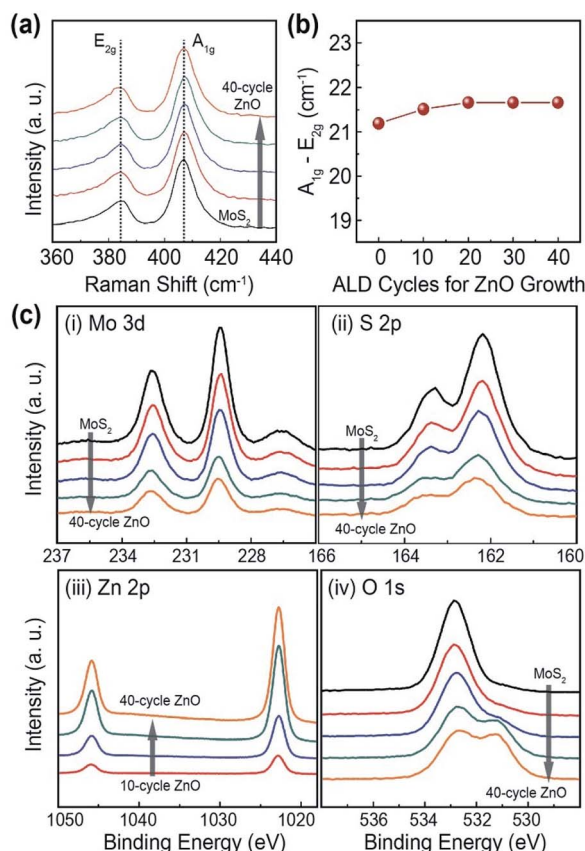 (a)
E2g
A1g
40-cycle
ZnO
MoS2
Intensity (a. u.)
360 380 400 420 440
Raman Shift (cm-1)
(b)
23
22
21
20
19
A1g - E2g (cm-1)
0 10 20 30 40
ALD Cycles for ZnO Growth
(c)
(i) Mo 3d
MoS2
40-cycle ZnO
Intensity (a. u.)
237 234 231 228
(ii) S 2p
MoS2
40-cycle ZnO
166 164 162 160
(iii) Zn 2p
40-cycle ZnO
10-cycle ZnO
Intensity (a. u.)
1050 1040 1030 1020
Binding Energy (eV)
(iv) O 1s
MoS2
40-cycle ZnO
536 534 532 530
Binding Energy (eV)